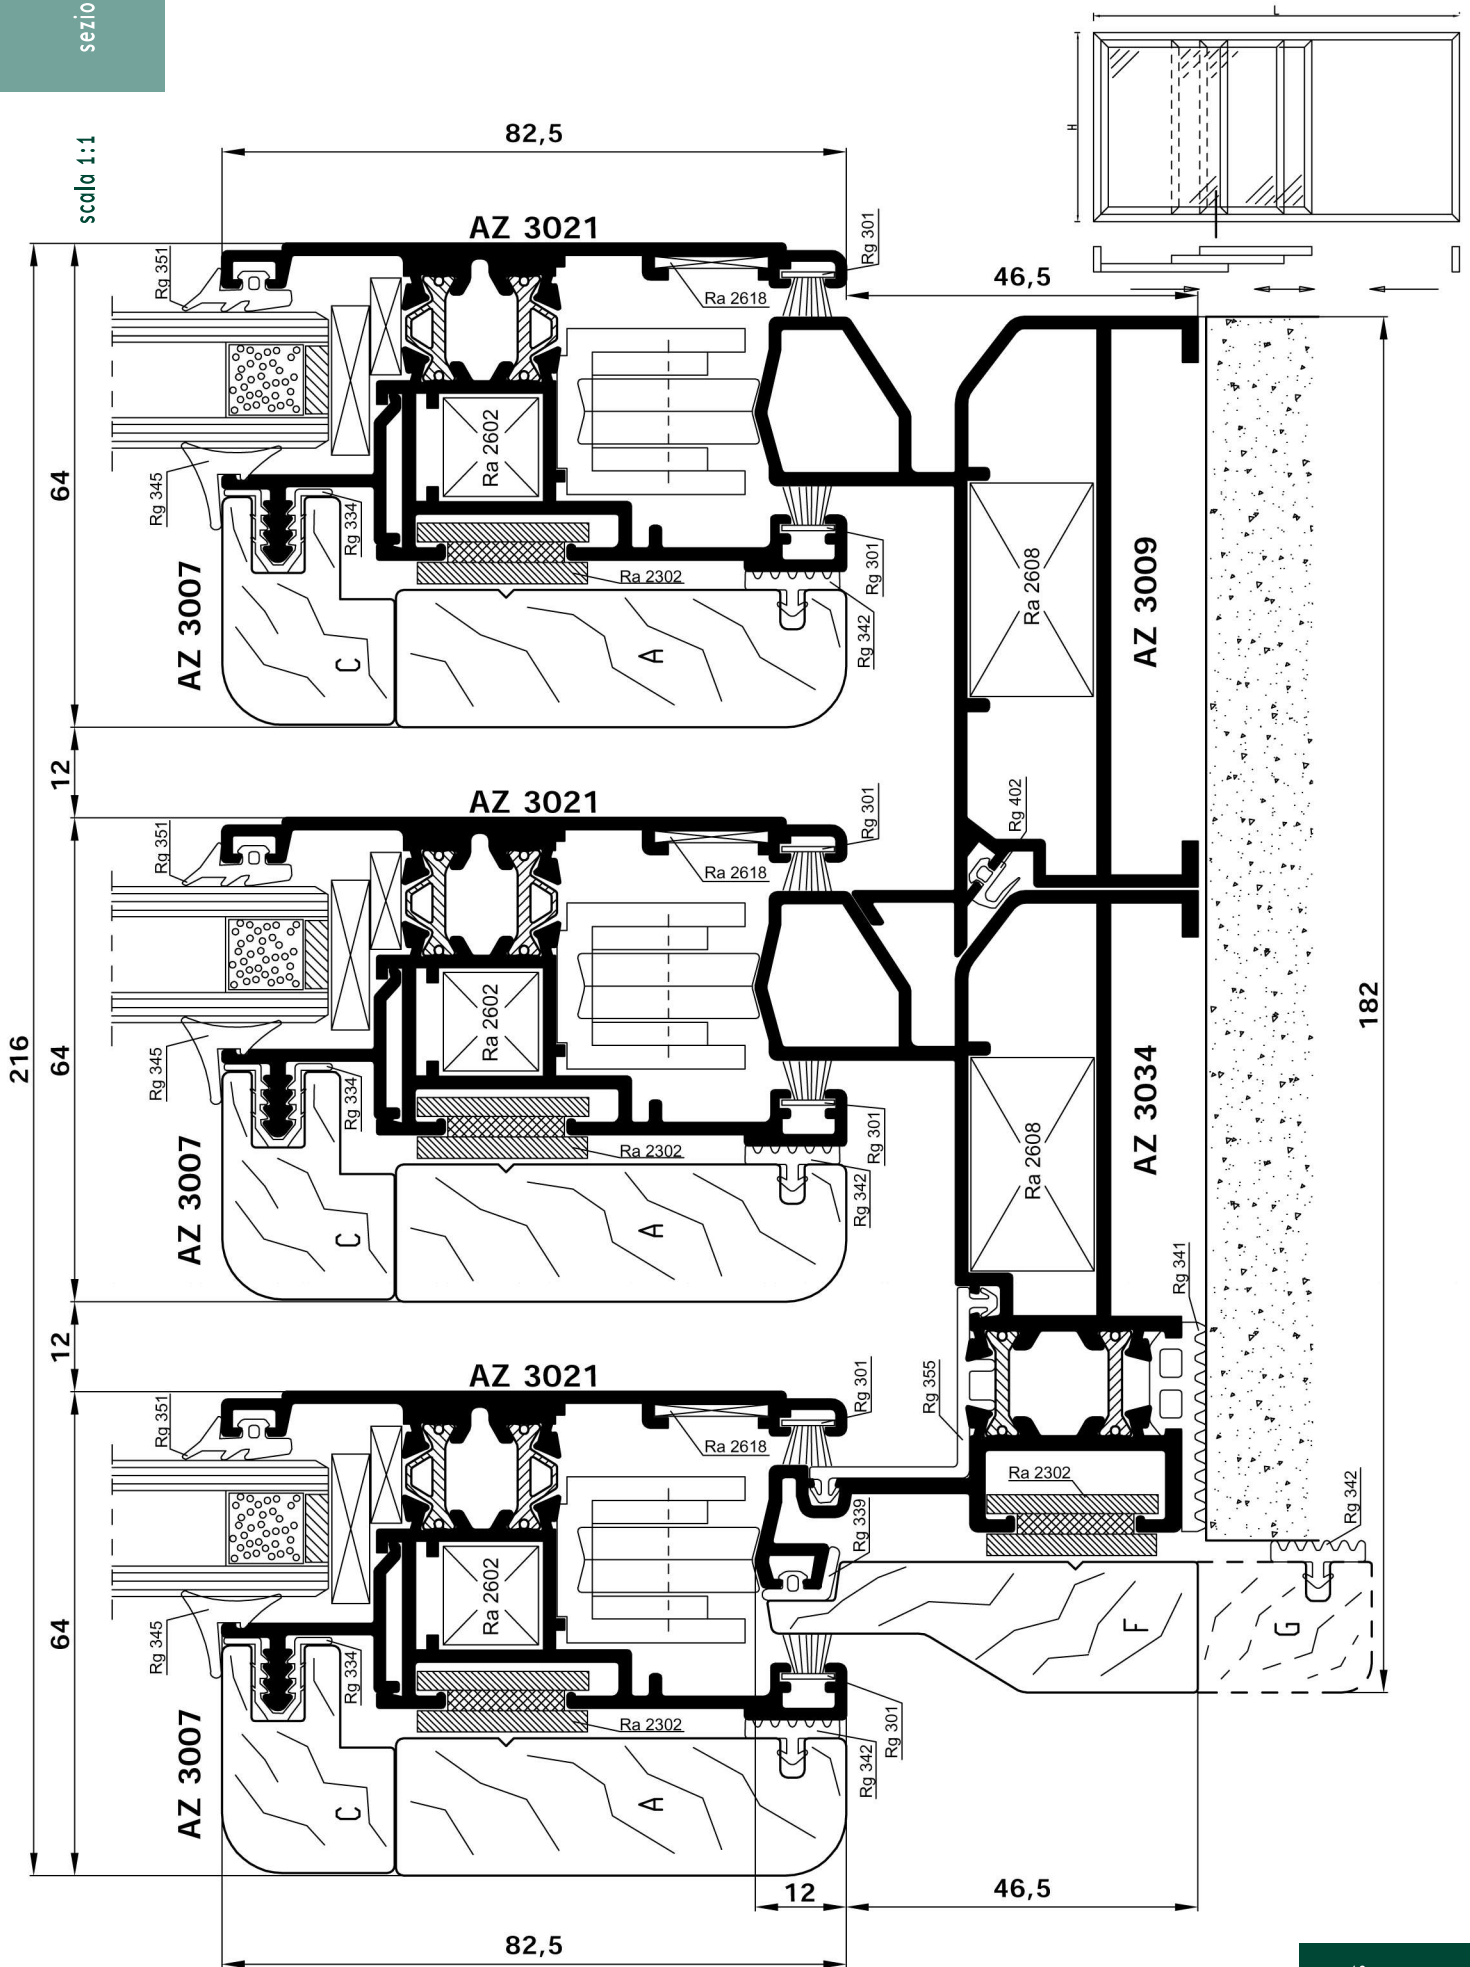 sezio
scala 1:1
L
H
82,5
AZ 3021
Rg 351
Rg 301
Ra 2618
46,5
64
Ra 2602
Rg 345
Rg 334
Ra 2302
Rg 301
Rg 342
AZ 3007
C
A
Ra 2608
AZ 3009
12
AZ 3021
Rg 351
Rg 301
Rg 402
Ra 2618
216
64
Ra 2602
Rg 345
Rg 334
Ra 2302
Rg 301
Rg 342
AZ 3007
C
A
182
AZ 3034
Ra 2608
Rg 341
12
AZ 3021
Rg 351
Rg 301
Rg 355
Ra 2618
Ra 2302
Rg 342
Rg 339
64
Ra 2602
Rg 345
Rg 334
Ra 2302
Rg 301
Rg 342
AZ 3007
C
A
F
G
12
46,5
82,5